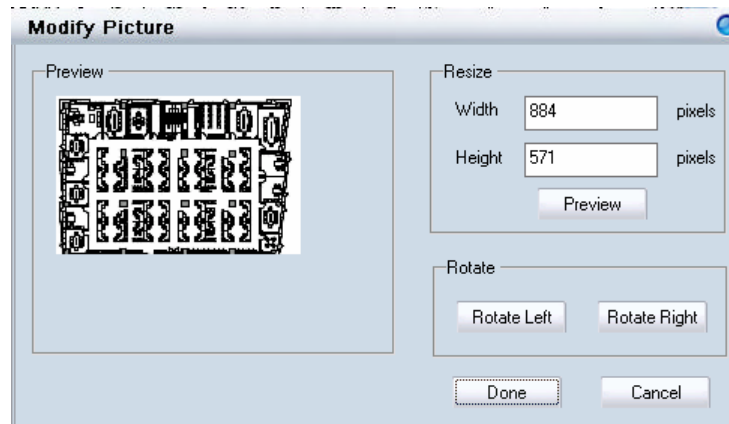 Modify Picture
Preview
Resize
Width 884 pixels
Height 571 pixels
Preview
Rotate
Rotate Left Rotate Right
Done Cancel